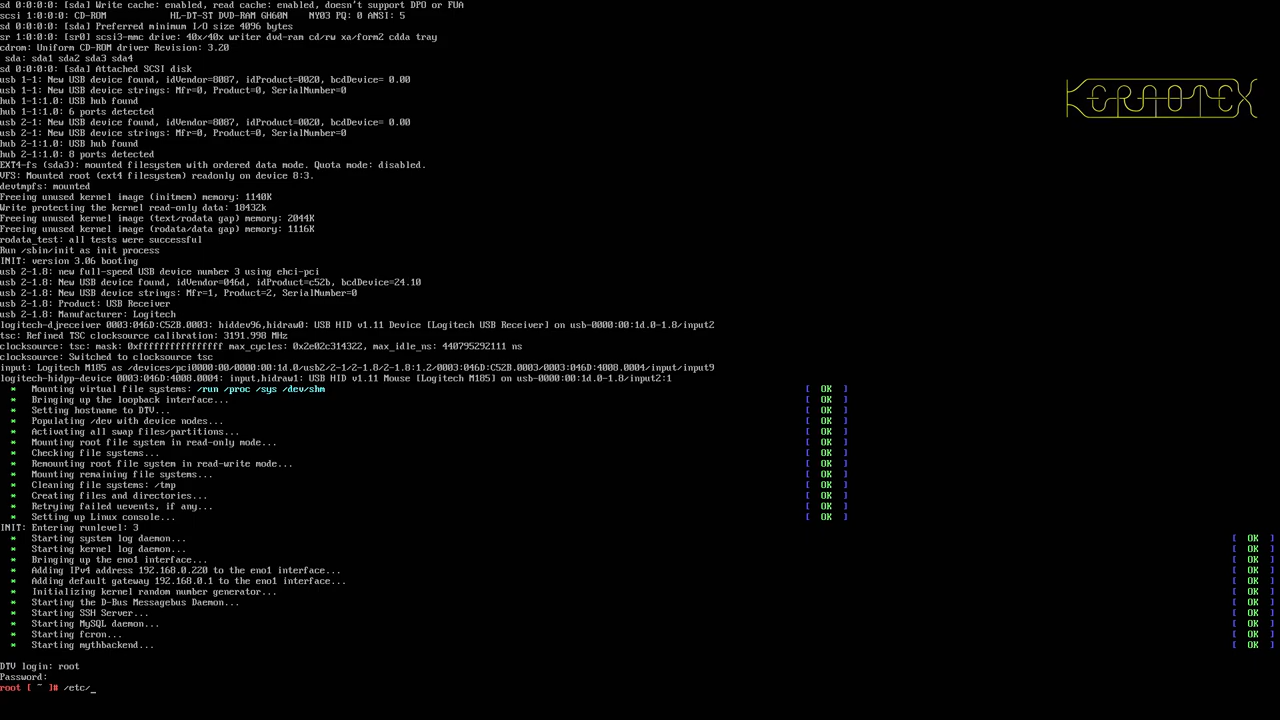 sd 0:0:0:0: [sda] Write cache: enabled, read cache: enabled, doesn't support DPO or FUA
scsi 1:0:0:0: CD-ROM            HL-DT-ST DVD-RAM GH60N    NY03 PQ: 0 ANSI: 5
sd 0:0:0:0: [sda] Preferred minimum I/O size 4096 bytes
sr 1:0:0:0: [sr0] scsi3-mmc drive: 40x/40x writer dvd-ram cd/rw xa/form2 cdda tray
cdrom: Uniform CD-ROM driver Revision: 3.20
 sda: sda1 sda2 sda3 sda4
sd 0:0:0:0: [sda] Attached SCSI disk
usb 1-1: New USB device found, idVendor=8087, idProduct=0020, bcdDevice= 0.00
usb 1-1: New USB device strings: Mfr=0, Product=0, SerialNumber=0
hub 1-1:1.0: USB hub found
KERAOTEX
hub 1-1:1.0: 6 ports detected
usb 2-1: New USB device found, idVendor=8087, idProduct=0020, bcdDevice= 0.00
usb 2-1: New USB device strings: Mfr=0, Product=0, SerialNumber=0
hub 2-1:1.0: USB hub found
hub 2-1:1.0: 8 ports detected
EXT4-fs (sda3): mounted filesystem with ordered data mode. Quota mode: disabled.
VFS: Mounted root (ext4 filesystem) readonly on device 8:3.
devtmpfs: mounted
Freeing unused kernel image (initmem) memory: 1140K
Write protecting the kernel read-only data: 18432k
Freeing unused kernel image (text/rodata gap) memory: 2044K
Freeing unused kernel image (rodata/data gap) memory: 1116K
rodata_test: all tests were successful
Run /sbin/init as init process
INIT: version 3.06 booting
usb 2-1.8: new full-speed USB device number 3 using ehci-pci
usb 2-1.8: New USB device found, idVendor=046d, idProduct=c52b, bcdDevice=24.10
usb 2-1.8: New USB device strings: Mfr=1, Product=2, SerialNumber=0
usb 2-1.8: Product: USB Receiver
usb 2-1.8: Manufacturer: Logitech
logitech-djreceiver 0003:046D:C52B.0003: hiddev96,hidraw0: USB HID v1.11 Device [Logitech USB Receiver] on usb-0000:00:1d.0-1.8/input2
tsc: Refined TSC clocksource calibration: 3191.998 MHz
clocksource: tsc: mask: 0xffffffffffffffff max_cycles: 0x2e02c314322, max_idle_ns: 440795292111 ns
clocksource: Switched to clocksource tsc
input: Logitech M185 as /devices/pci0000:00/0000:00:1d.0/usb2/2-1/2-1.8/2-1.8:1.2/0003:046D:C52B.0003/0003:046D:4008.0004/input/input9
logitech-hidpp-device 0003:046D:4008.0004: input,hidraw1: USB HID v1.11 Mouse [Logitech M185] on usb-0000:00:1d.0-1.8/input2:1
  *   Mounting virtual file systems: /run /proc /sys /dev/shm [  OK  ]
  *   Bringing up the loopback interface... [  OK  ]
  *   Setting hostname to DTV... [  OK  ]
  *   Populating /dev with device nodes... [  OK  ]
  *   Activating all swap files/partitions... [  OK  ]
  *   Mounting root file system in read-only mode... [  OK  ]
  *   Checking file systems... [  OK  ]
  *   Remounting root file system in read-write mode... [  OK  ]
  *   Mounting remaining file systems... [  OK  ]
  *   Cleaning file systems: /tmp [  OK  ]
  *   Creating files and directories... [  OK  ]
  *   Retrying failed uevents, if any... [  OK  ]
  *   Setting up Linux console... [  OK  ]
INIT: Entering runlevel: 3
  *   Starting system log daemon... [  OK  ]
  *   Starting kernel log daemon... [  OK  ]
  *   Bringing up the eno1 interface... [  OK  ]
  *   Adding IPv4 address 192.168.0.220 to the eno1 interface... [  OK  ]
  *   Adding default gateway 192.168.0.1 to the eno1 interface... [  OK  ]
  *   Initializing kernel random number generator... [  OK  ]
  *   Starting the D-Bus Messagebus Daemon... [  OK  ]
  *   Starting SSH Server... [  OK  ]
  *   Starting MySQL daemon... [  OK  ]
  *   Starting fcron... [  OK  ]
  *   Starting mythbackend... [  OK  ]
DTV login: root
Password:
root [ ~ ]# /etc/_